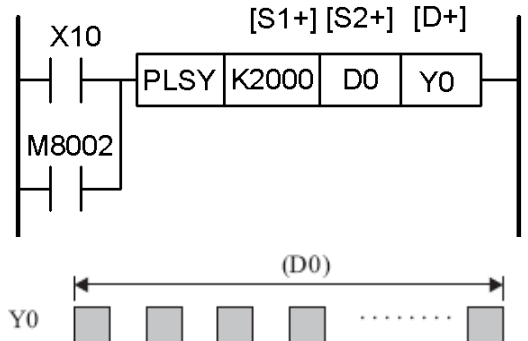 [S1+] [S2+] [D+]
X10
PLSY K2000 D0 Y0
M8002
(D0)
Y0